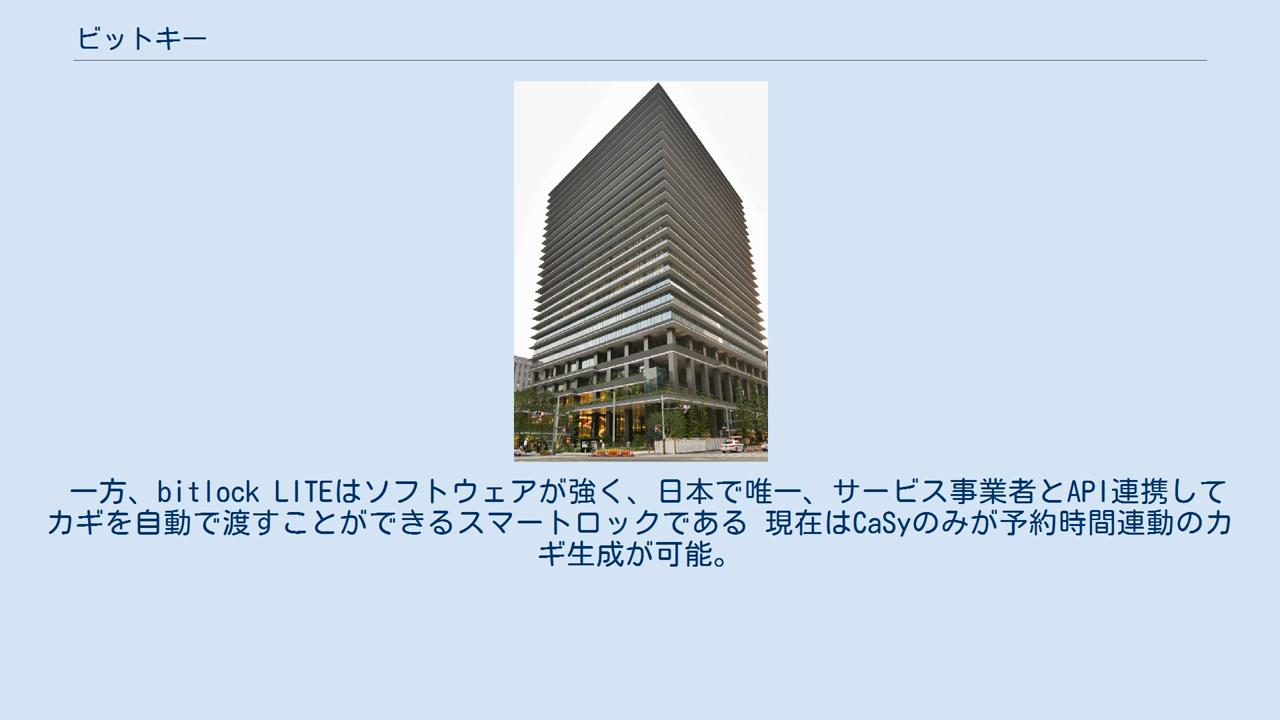 ビットキー
一方、bitlock LITEはソフトウェアが強く、日本で唯一、サービス事業者とAPI連携して
カギを自動で渡すことができるスマートロックである 現在はCaSyのみが予約時間連動のカ
ギ生成が可能。